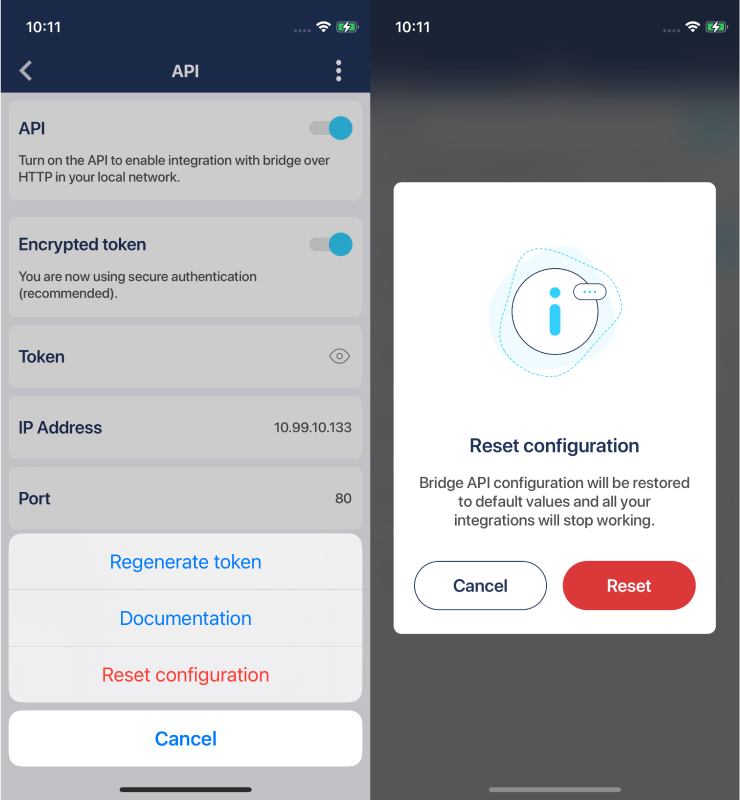 10:11
API
API
Turn on the API to enable integration with bridge over
HTTP in your local network.
Encrypted token
You are now using secure authentication
(recommended).
Token
IP Address 10.99.10.133
Port 80
Regenerate token
Documentation
Reset configuration
Cancel
10:11
Reset configuration
Bridge API configuration will be restored
to default values and all your
integrations will stop working.
Cancel Reset